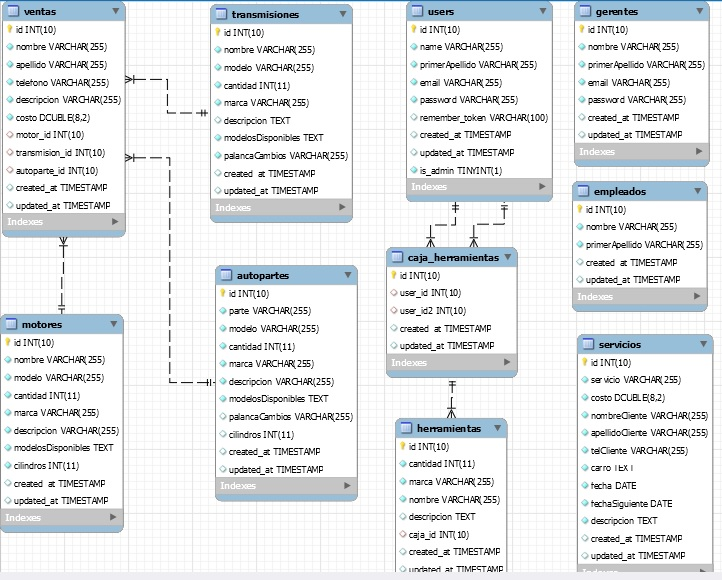 ventas
id INT(10)
nombre VARCHAR(255)
apellido VARCHAR(255)
telefono VARCHAR(255)
descripcion VARCHAR(255)
costo DCUBLE(8,2)
motor_id INT(10)
transmision_id INT(10)
autoparte_id INT(10)
created_at TIMESTAMP
updated_at TIMESTAMP
Indexes
transmisiones
id INT(10)
nombre VARCHAR(255)
modelo VARCHAR(255)
cantidad INT(11)
marca VARCHAR(255)
descripcion TEXT
modelosDisponibles TEXT
palancaCambios VARCHAR(255)
created_at TIMESTAMP
updated_at TIMESTAMP
Indexes
users
id INT(10)
name VARCHAR(255)
primerApellido VARCHAR(255)
email VARCHAR(255)
password VARCHAR(255)
remember_token VARCHAR(100)
created_at TIMESTAMP
updated_at TIMESTAMP
is_admin TINYINT(1)
Indexes
gerentes
id INT(10)
nombre VARCHAR(255)
primerApellido VARCHAR(255)
email VARCHAR(255)
password VARCHAR(255)
created_at TIMESTAMP
updated_at TIMESTAMP
Indexes
empleados
id INT(10)
nombre VARCHAR(255)
primerApellido VARCHAR(255)
created_at TIMESTAMP
updated_at TIMESTAMP
Indexes
motores
id INT(10)
nombre VARCHAR(255)
modelo VARCHAR(255)
cantidad INT(11)
marca VARCHAR(255)
descripcion VARCHAR(255)
modelosDisponibles TEXT
cilindros INT(11)
created_at TIMESTAMP
updated_at TIMESTAMP
Indexes
autopartes
id INT(10)
parte VARCHAR(255)
modelo VARCHAR(255)
cantidad INT(11)
marca VARCHAR(255)
descripcion VARCHAR(255)
modelosDisponibles TEXT
palancaCambios VARCHAR(255)
cilindros INT(11)
created_at TIMESTAMP
updated_at TIMESTAMP
Indexes
caja_herramientas
id INT(10)
user_id INT(10)
user_id2 INT(10)
created_at TIMESTAMP
updated_at TIMESTAMP
Indexes
herramientas
id INT(10)
cantidad INT(11)
marca VARCHAR(255)
nombre VARCHAR(255)
descripcion TEXT
caja_id INT(10)
created_at TIMESTAMP
updated_at TIMESTAMP
servicios
id INT(10)
servicio VARCHAR(255)
costo DCUBLE(8,2)
nombreCliente VARCHAR(255)
apellidoCliente VARCHAR(255)
telCliente VARCHAR(255)
carro TEXT
fecha DATE
fechaSiguiente DATE
descripcion TEXT
created_at TIMESTAMP
updated_at TIMESTAMP
Indexes